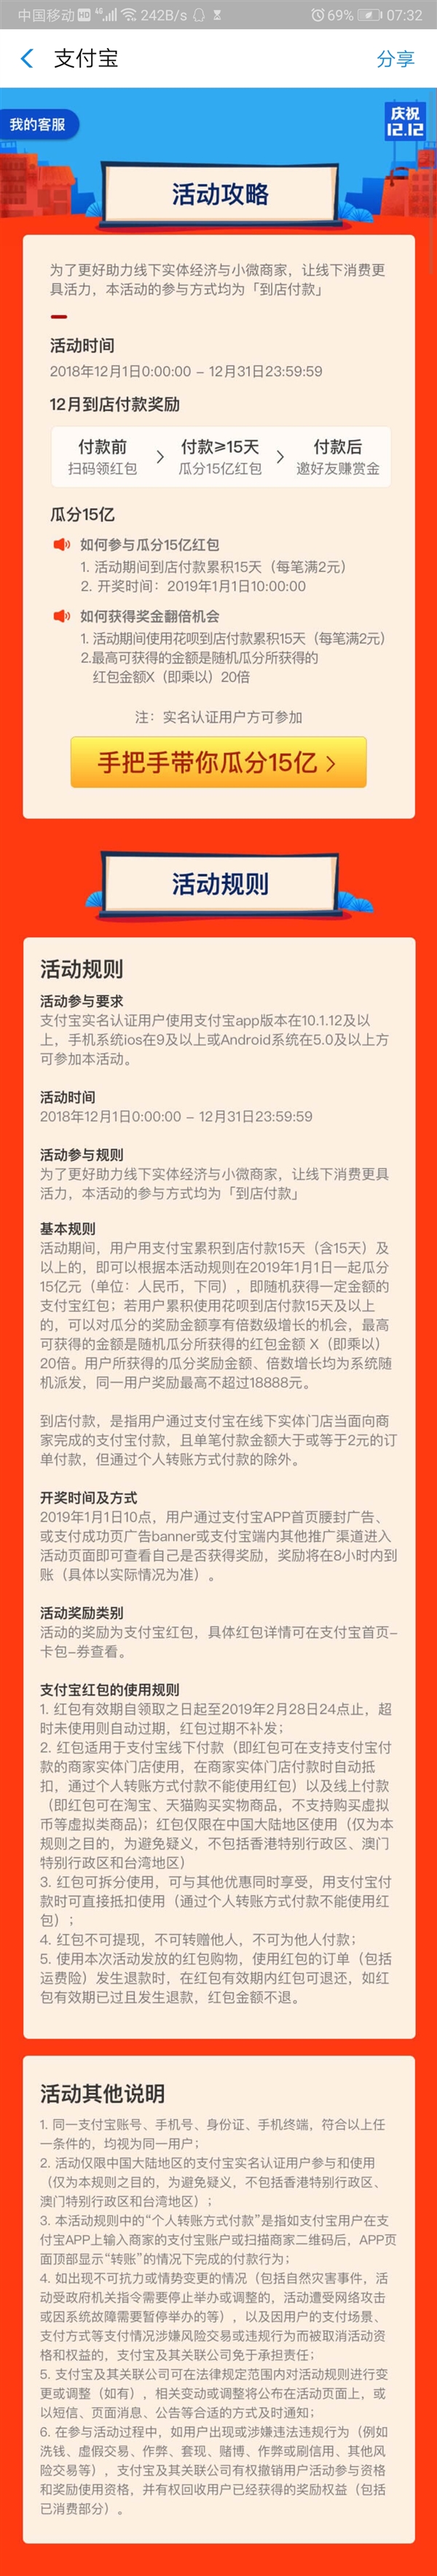 中国移动 HD 4G 242B/s 69% 07:32
支付宝
分享
我的客服
庆祝
12.12
活动攻略
为了更好助力线下实体经济与小微商家，让线下消费更
具活力，本活动的参与方式均为「到店付款」
活动时间
2018年12月1日0:00:00 – 12月31日23:59:59
12月到店付款奖励
付款前
扫码领红包
付款≥15天
瓜分15亿红包
付款后
邀好友赚赏金
瓜分15亿
如何参与瓜分15亿红包
1. 活动期间到店付款累积15天（每笔满2元）
2. 开奖时间：2019年1月1日10:00:00
如何获得奖金翻倍机会
1. 活动期间使用花呗到店付款累积15天（每笔满2元）
2.最高可获得的金额是随机瓜分所获得的
红包金额X（即乘以）20倍
注：实名认证用户方可参加
手把手带你瓜分15亿 >
活动规则
活动规则
活动参与要求
支付宝实名认证用户使用支付宝app版本在10.1.12及以
上，手机系统ios在9及以上或Android系统在5.0及以上方
可参加本活动。
活动时间
2018年12月1日0:00:00 – 12月31日23:59:59
活动参与规则
为了更好助力线下实体经济与小微商家，让线下消费更具
活力，本活动的参与方式均为「到店付款」
基本规则
活动期间，用户用支付宝累积到店付款15天（含15天）及
以上的，即可以根据本活动规则在2019年1月1日一起瓜分
15亿元（单位：人民币，下同），即随机获得一定金额的
支付宝红包；若用户累积使用花呗到店付款15天及以上
的，可以对瓜分的奖励金额享有倍数级增长的机会，最高
可获得的金额是随机瓜分所获得的红包金额 X（即乘以）
20倍。用户所获得的瓜分奖励金额、倍数增长均为系统随
机派发，同一用户奖励最高不超过18888元。
到店付款，是指用户通过支付宝在线下实体门店当面向商
家完成的支付宝付款，且单笔付款金额大于或等于2元的订
单付款，但通过个人转账方式付款的除外。
开奖时间及方式
2019年1月1日10点，用户通过支付宝APP首页腰封广告、
或支付成功页广告banner或支付宝端内其他推广渠道进入
活动页面即可查看自己是否获得奖励，奖励将在8小时内到
账（具体以实际情况为准）。
活动奖励类别
活动的奖励为支付宝红包，具体红包详情可在支付宝首页–
卡包–券查看。
支付宝红包的使用规则
1. 红包有效期自领取之日起至2019年2月28日24点止，超
时未使用则自动过期，红包过期不补发；
2. 红包适用于支付宝线下付款（即红包可在支持支付宝付
款的商家实体门店使用，在商家实体门店付款时自动抵
扣，通过个人转账方式付款不能使用红包）以及线上付款
（即红包可在淘宝、天猫购买实物商品，不支持购买虚拟
币等虚拟类商品）；红包仅限在中国大陆地区使用（仅为本
规则之目的，为避免疑义，不包括香港特别行政区、澳门
特别行政区和台湾地区）
3. 红包可拆分使用，可与其他优惠同时享受，用支付宝付
款时可直接抵扣使用（通过个人转账方式付款不能使用红
包）；
4. 红包不可提现，不可转赠他人，不可为他人付款；
5. 使用本次活动发放的红包购物，使用红包的订单（包括
运费险）发生退款时，在红包有效期内红包可退还，如红
包有效期已过且发生退款，红包金额不退。
活动其他说明
1. 同一支付宝账号、手机号、身份证、手机终端，符合以上任
一条件的，均视为同一用户；
2. 活动仅限中国大陆地区的支付宝实名认证用户参与和使用
（仅为本规则之目的，为避免疑义，不包括香港特别行政区、
澳门特别行政区和台湾地区）；
3. 本活动规则中的“个人转账方式付款”是指如支付宝用户在支
付宝APP上输入商家的支付宝账户或扫描商家二维码后，APP页
面顶部显示“转账”的情况下完成的付款行为；
4. 如出现不可抗力或情势变更的情况（包括自然灾害事件，活
动受政府机关指令需要停止举办或调整的，活动遭受网络攻击
或因系统故障需要暂停举办的等），以及因用户的支付场景、
支付方式等支付情况涉嫌风险交易或违规行为而被取消活动资
格和权益的，支付宝及其关联公司免于承担责任；
5. 支付宝及其关联公司可在法律规定范围内对活动规则进行变
更或调整（如有），相关变动或调整将公布在活动页面上，或
以短信、页面消息、公告等合适的方式及时通知；
6. 在参与活动过程中，如用户出现或涉嫌违法违规行为（例如
洗钱、虚假交易、作弊、套现、赌博、作弊或刷信用、其他风
险交易等），支付宝及其关联公司有权撤销用户活动参与资格
和奖励使用资格，并有权回收用户已经获得的奖励权益（包括
已消费部分）。